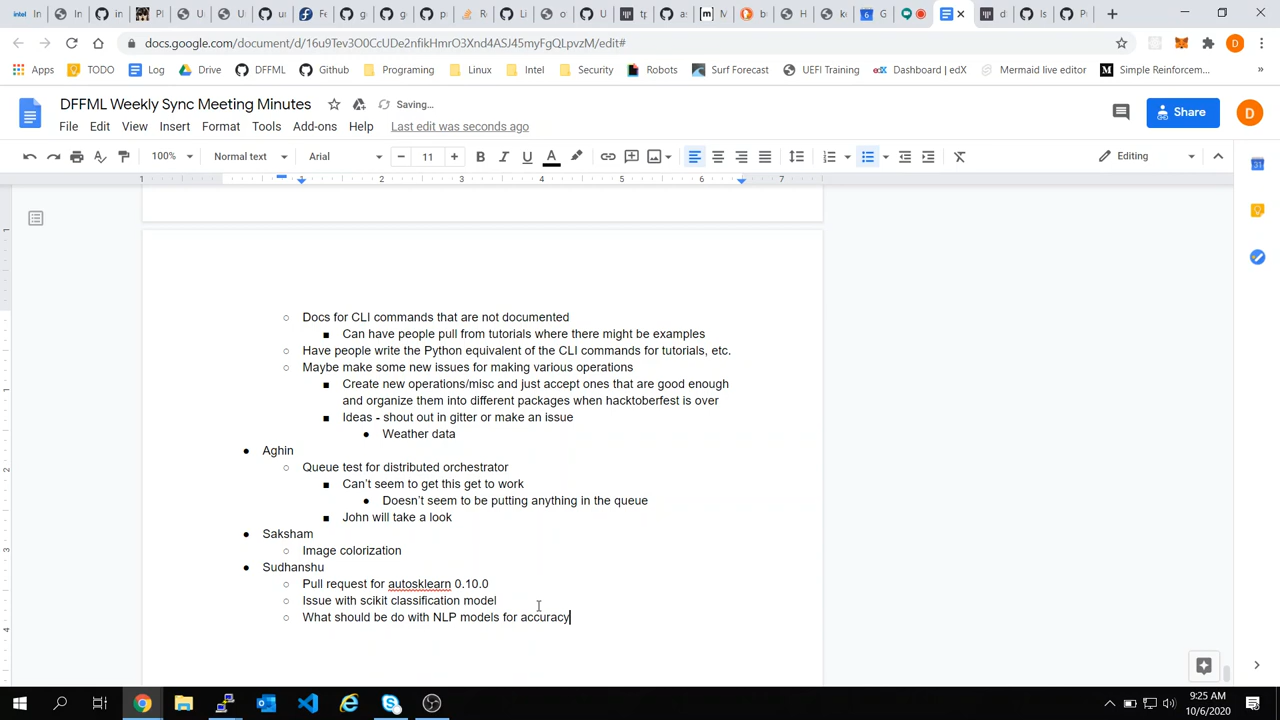 docs.google.com/document/d/16u9Tev3O0CcUDe2nfikHmrO3Xnd4ASJ45myFgQLpvzM/edit#
Apps TODO Log Drive DFFML Github Programing Linux Intel Security Robots Surf Forecast UEFI Training Dashboard | edX Mermaid live editor Simple Reinforcem...
DFFML Weekly Sync Meeting Minutes Saving...
File Edit View Insert Format Tools Add-ons Help Last edit was seconds ago
Share
D
100% Normal text Arial 11 Editing
1 1 2 3 4 5 6 7
Docs for CLI commands that are not documented
Can have people pull from tutorials where there might be examples
Have people write the Python equivalent of the CLI commands for tutorials, etc.
Maybe make some new issues for making various operations
Create new operations/misc and just accept ones that are good enough
and organize them into different packages when hacktoberfest is over
Ideas - shout out in gitter or make an issue
Weather data
Aghin
Queue test for distributed orchestrator
Can't seem to get this get to work
Doesn't seem to be putting anything in the queue
John will take a look
Saksham
Image colorization
Sudhanshu
Pull request for autosklearn 0.10.0
Issue with scikit classification model
What should be do with NLP models for accuracy
9:25 AM
10/6/2020